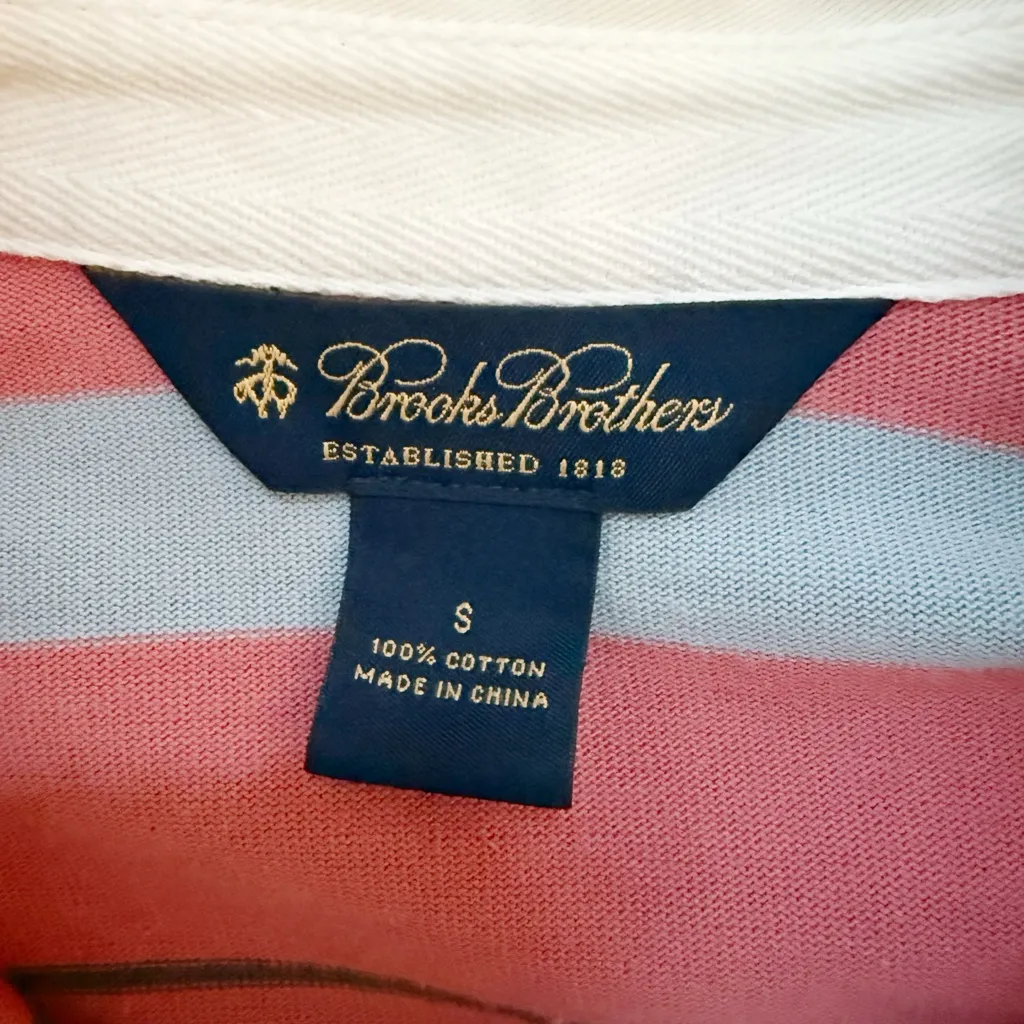 Brooks Brothers
ESTABLISHED 1818
S
100% COTTON
MADE IN CHINA